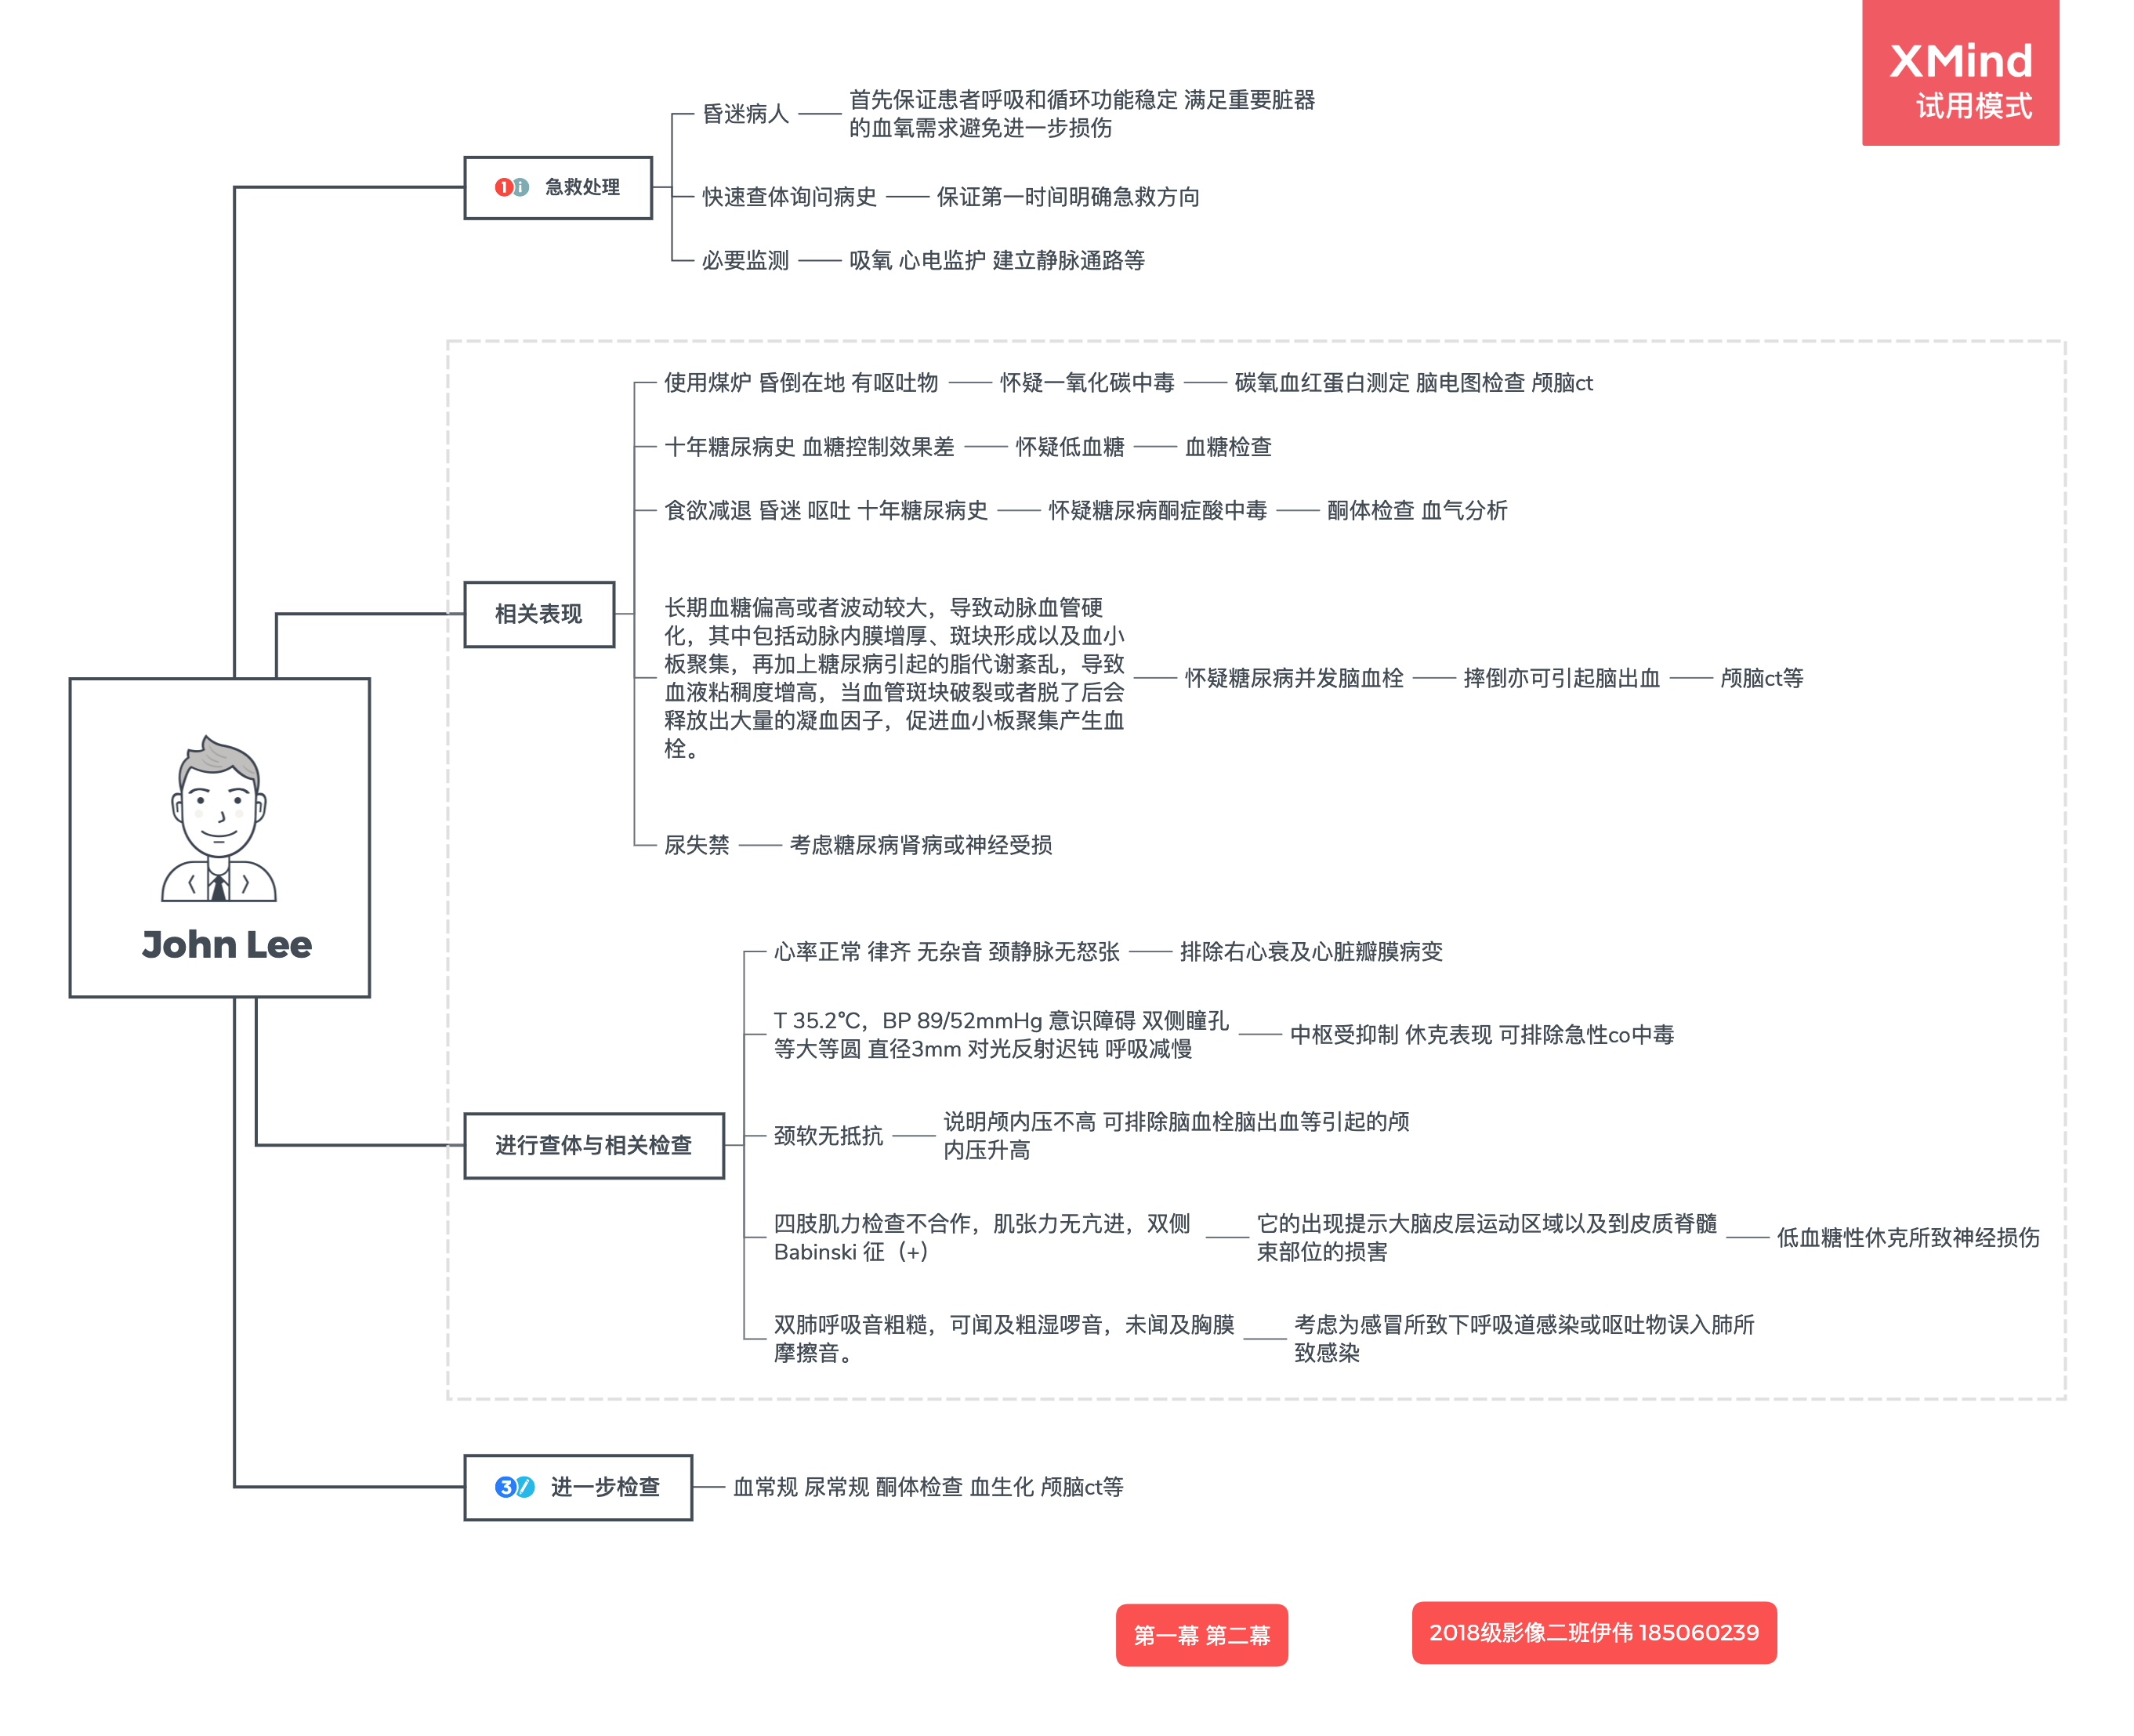 XMind
试用模式
昏迷病人
首先保证患者呼吸和循环功能稳定 满足重要脏器
的血氧需求避免进一步损伤
1 i 急救处理
快速查体询问病史
保证第一时间明确急救方向
必要监测
吸氧 心电监护 建立静脉通路等
使用煤炉 昏倒在地 有呕吐物
怀疑一氧化碳中毒
碳氧血红蛋白测定 脑电图检查 颅脑ct
十年糖尿病史 血糖控制效果差
怀疑低血糖
血糖检查
食欲减退 昏迷 呕吐 十年糖尿病史
怀疑糖尿病酮症酸中毒
酮体检查 血气分析
相关表现
长期血糖偏高或者波动较大，导致动脉血管硬
化，其中包括动脉内膜增厚、斑块形成以及血小
板聚集，再加上糖尿病引起的脂代谢紊乱，导致
血液粘稠度增高，当血管斑块破裂或者脱了后会
释放出大量的凝血因子，促进血小板聚集产生血
栓。
怀疑糖尿病并发脑血栓
摔倒亦可引起脑出血
颅脑ct等
尿失禁
考虑糖尿病肾病或神经受损
John Lee
心率正常 律齐 无杂音 颈静脉无怒张
排除右心衰及心脏瓣膜病变
T 35.2℃，BP 89/52mmHg 意识障碍 双侧瞳孔
等大等圆 直径3mm 对光反射迟钝 呼吸减慢
中枢受抑制 休克表现 可排除急性co中毒
进行查体与相关检查
颈软无抵抗
说明颅内压不高 可排除脑血栓脑出血等引起的颅
内压升高
四肢肌力检查不合作，肌张力无亢进，双侧
Babinski 征（+）
它的出现提示大脑皮层运动区域以及到皮质脊髓
束部位的损害
低血糖性休克所致神经损伤
双肺呼吸音粗糙，可闻及粗湿啰音，未闻及胸膜
摩擦音。
考虑为感冒所致下呼吸道感染或呕吐物误入肺所
致感染
3 进一步检查
血常规 尿常规 酮体检查 血生化 颅脑ct等
第一幕 第二幕
2018级影像二班伊伟 185060239